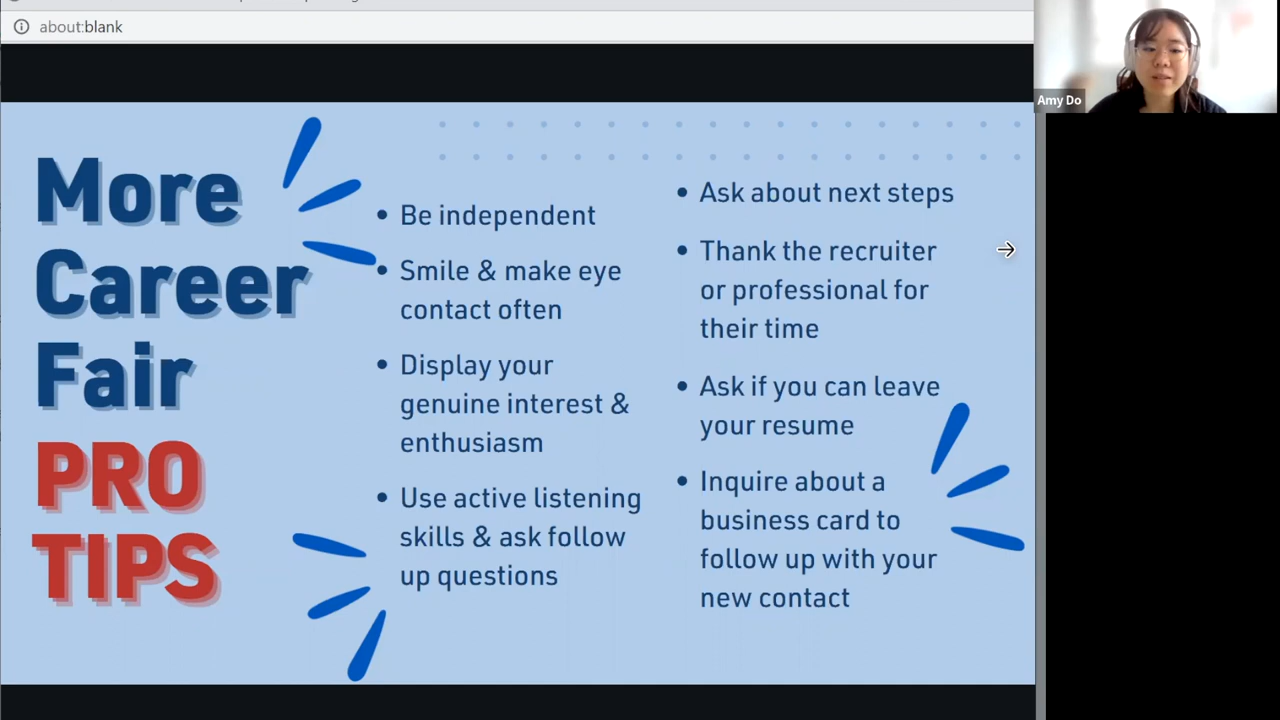 about:blank
Amy Do
More
Career
Fair
PRO
TIPS
• Be independent
• Smile & make eye
contact often
• Display your
genuine interest &
enthusiasm
• Use active listening
skills & ask follow
up questions
• Ask about next steps
• Thank the recruiter
or professional for
their time
• Ask if you can leave
your resume
• Inquire about a
business card to
follow up with your
new contact